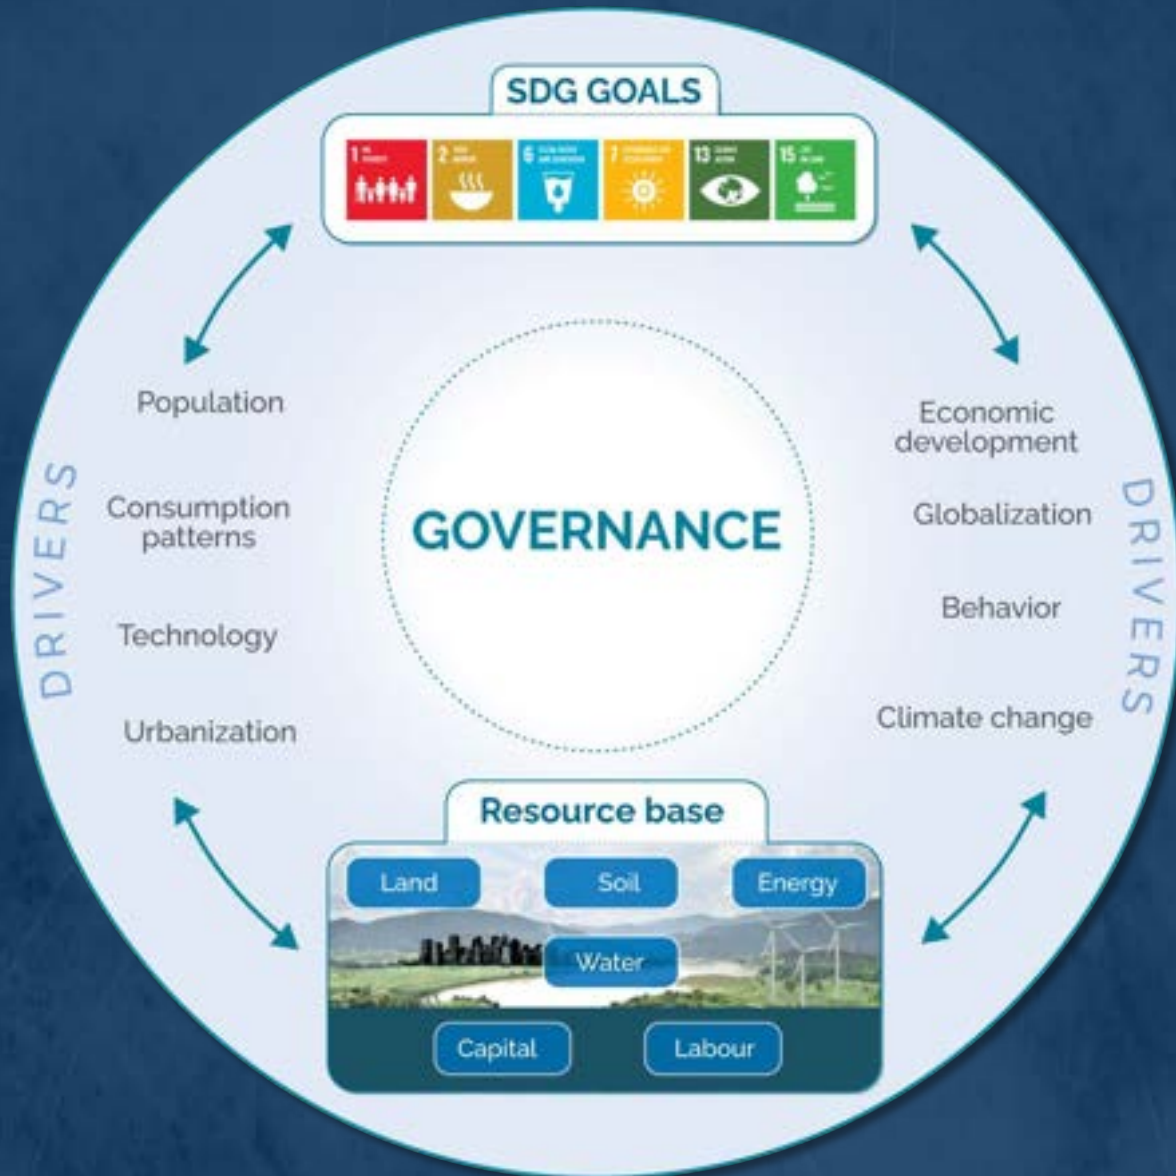 SDG GOALS
1
2
6
7
13
15
Population
Consumption
patterns
Technology
Urbanization
DRIVERS
GOVERNANCE
Economic
development
Globalization
Behavior
Climate change
DRIVERS
Resource base
Land
Soil
Energy
Water
Capital
Labour